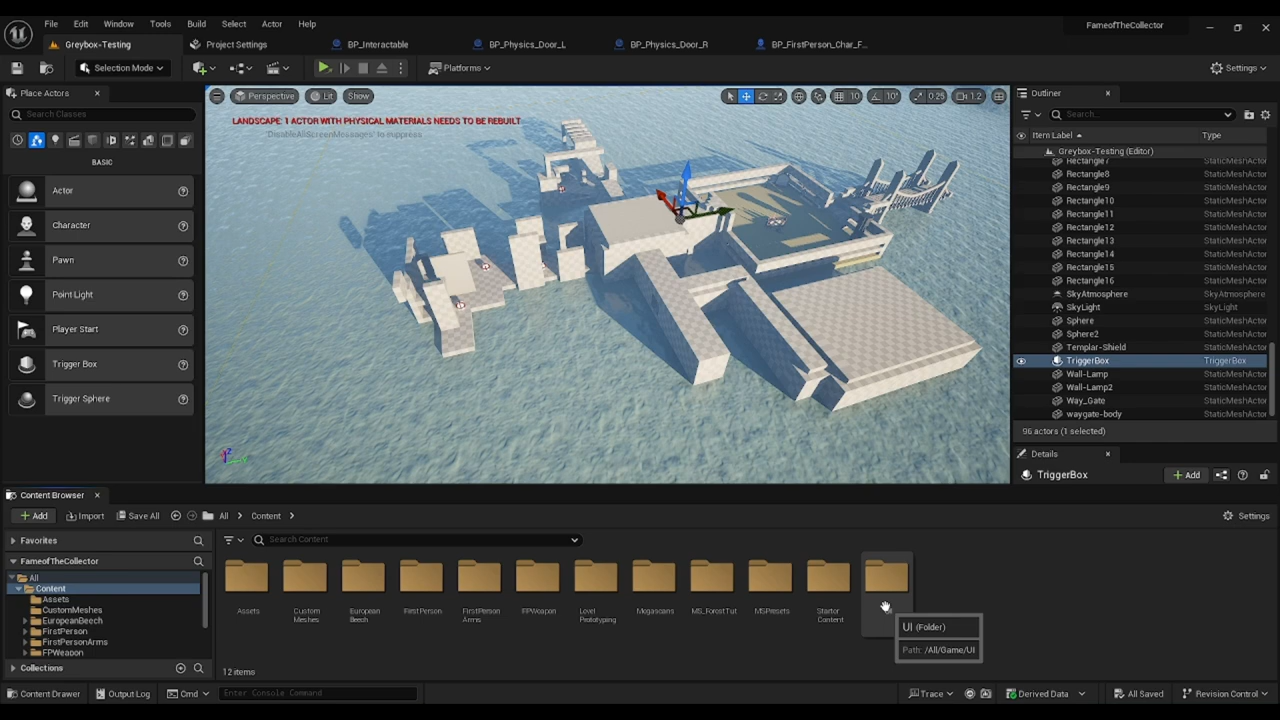 File Edit Window Tools Build Select Actor Help
FameofTheCollector
Greybox-Testing
Project Settings
BP_Interactable
BP_Physics_Door_L
BP_Physics_Door_R
BP_FirstPerson_Char_F...
Selection Mode
Platforms
Settings
Place Actors
Search Classes
BASIC
Actor
Character
Pawn
Point Light
Player Start
Trigger Box
Trigger Sphere
Perspective Lit Show
10 10° 0.25 1.2
LANDSCAPE: 1 ACTOR WITH PHYSICAL MATERIALS NEEDS TO BE REBUILT
'DisableAllScreenMessages' to suppress
Outliner
Search...
Item Label Type
Greybox-Testing (Editor)
Rectangle7 StaticMeshActor
Rectangle8 StaticMeshActor
Rectangle9 StaticMeshActor
Rectangle10 StaticMeshActor
Rectangle11 StaticMeshActor
Rectangle12 StaticMeshActor
Rectangle13 StaticMeshActor
Rectangle14 StaticMeshActor
Rectangle15 StaticMeshActor
Rectangle16 StaticMeshActor
SkyAtmosphere SkyAtmosphere
SkyLight SkyLight
Sphere StaticMeshActor
Sphere2 StaticMeshActor
Templar-Shield StaticMeshActor
TriggerBox TriggerBox
Wall-Lamp StaticMeshActor
Wall-Lamp2 StaticMeshActor
Way_Gate StaticMeshActor
waygate-body StaticMeshActor
96 actors (1 selected)
Details
TriggerBox
+ Add
Content Browser
+ Add Import Save All All > Content >
Settings
Favorites
FameofTheCollector
All
Content
Assets
CustomMeshes
EuropeanBeech
FirstPerson
FirstPersonArms
FPWeapon
Collections
Search Content
Assets
Custom Meshes
European Beech
FirstPerson
FirstPerson Arms
FPWeapon
Level Prototyping
Megascans
MS_ForestTut
MSPresets
Starter Content
UI (Folder)
Path: /All/Game/UI
12 items
Content Drawer
Output Log
Cmd
Enter Console Command
Trace
Derived Data
All Saved
Revision Control